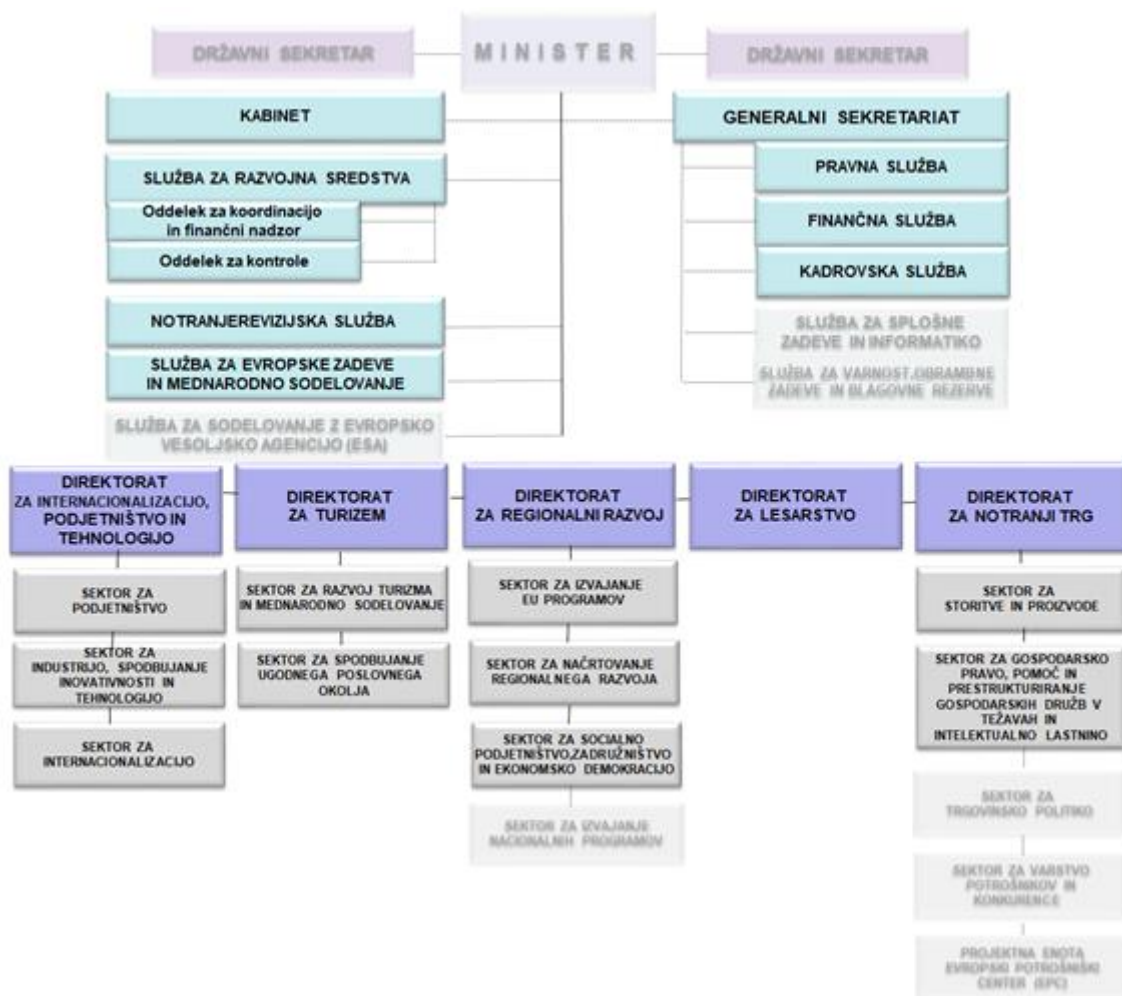 DRŽAVNI SEKRETAR
MINISTER
DRŽAVNI SEKRETAR
KABINET
GENERALNI SEKRETARIAT
SLUŽBA ZA RAZVOJNA SREDSTVA
Oddelek za koordinacijo
in finančni nadzor
Oddelek za kontrole
PRAVNA SLUŽBA
FINANČNA SLUŽBA
KADROVSKA SLUŽBA
NOTRANJEREVIZIJSKA SLUŽBA
SLUŽBA ZA EVROPSKE ZADEVE
IN MEDNARODNO SODELOVANJE
SLUŽBA ZA SPLOŠNE
ZADEVE IN INFORMATIKO
SLUŽBA ZA VARNOST,OBRAMBNE
ZADEVE IN BLAGOVNE REZERVE
SLUŽBA ZA SODELOVANJE Z EVROPSKO
VESOLJSKO AGENCIJO (ESA)
DIREKTORAT
ZA INTERNACIONALIZACIJO,
PODJETNIŠTVO IN
TEHNOLOGIJO
SEKTOR ZA
PODJETNIŠTVO
SEKTOR ZA
INDUSTRIJO, SPODBUJANJE
INOVATIVNOSTI IN
TEHNOLOGIJO
SEKTOR ZA
INTERNACIONALIZACIJO
DIREKTORAT
ZA TURIZEM
SEKTOR ZA RAZVOJ TURIZMA
IN MEDNARODNO SODELOVANJE
SEKTOR ZA SPODBUJANJE
UGODNEGA POSLOVNEGA
OKOLJA
DIREKTORAT
ZA REGIONALNI RAZVOJ
SEKTOR ZA IZVAJANJE
EU PROGRAMOV
SEKTOR ZA NAČRTOVANJE
REGIONALNEGA RAZVOJA
SEKTOR ZA SOCIALNO
PODJETNIŠTVO,ZADRUŽNIŠTVO
IN EKONOMSKO DEMOKRACIJO
SEKTOR ZA IZVAJANJE
NACIONALNIH PROGRAMOV
DIREKTORAT
ZA LESARSTVO
DIREKTORAT
ZA NOTRANJI TRG
SEKTOR ZA
STORITVE IN PROIZVODE
SEKTOR ZA GOSPODARSKO
PRAVO, POMOČ IN
PRESTRUKTURIRANJE
GOSPODARSKIH DRUŽB V
TEŽAVAH IN
INTELEKTUALNO LASTNINO
SEKTOR ZA
TRGOVINSKO POLITIKO
SEKTOR ZA VARSTVO
POTROŠNIKOV IN
KONKURENCE
PROJEKTNA ENOTA
EVROPSKI POTROŠNIŠKI
CENTER (EPC)